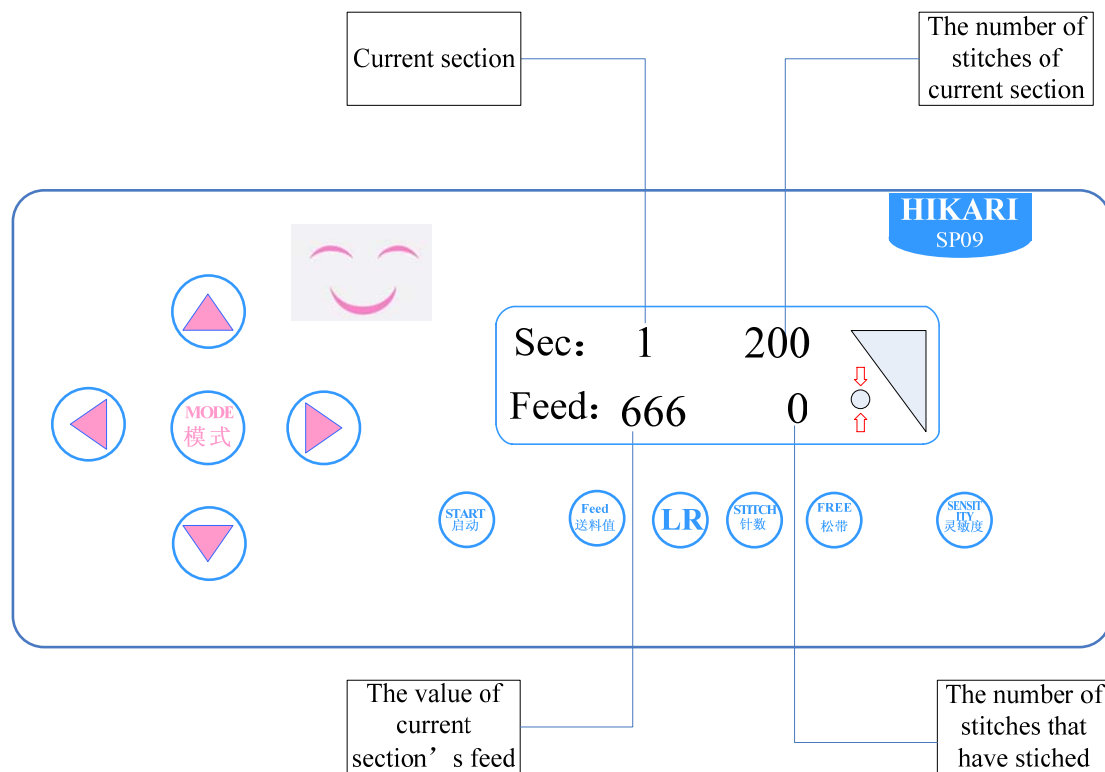 Current section
The number of
stitches of
current section
HIKARI
SP09
Sec： 1 200
Feed： 666 0
MODE
模式
START
启动
Feed
送料值
LR
STITCH
针数
FREE
松带
SENSIT
ITY
灵敏度
The value of
current
section’s feed
The number of
stitches that
have stiched